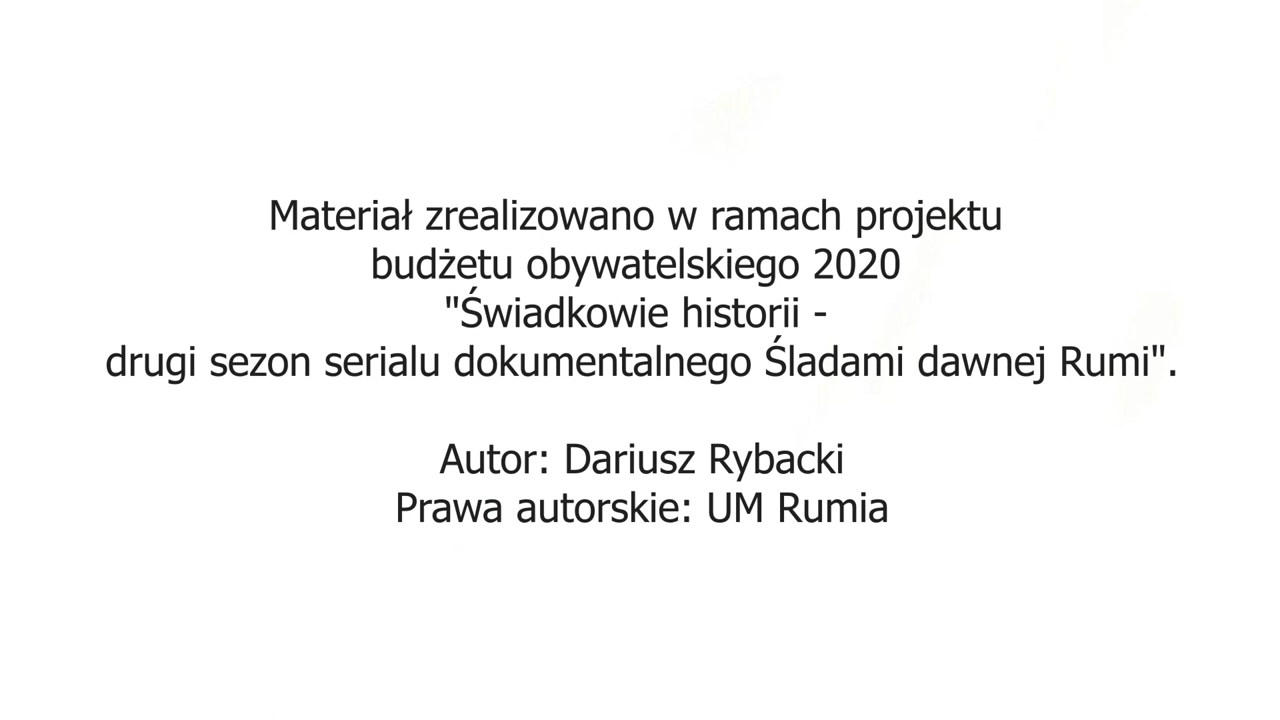 Materiał zrealizowano w ramach projektu
budżetu obywatelskiego 2020
"Świadkowie historii -
drugi sezon serialu dokumentalnego Śladami dawnej Rumi".
Autor: Dariusz Rybacki
Prawa autorskie: UM Rumia